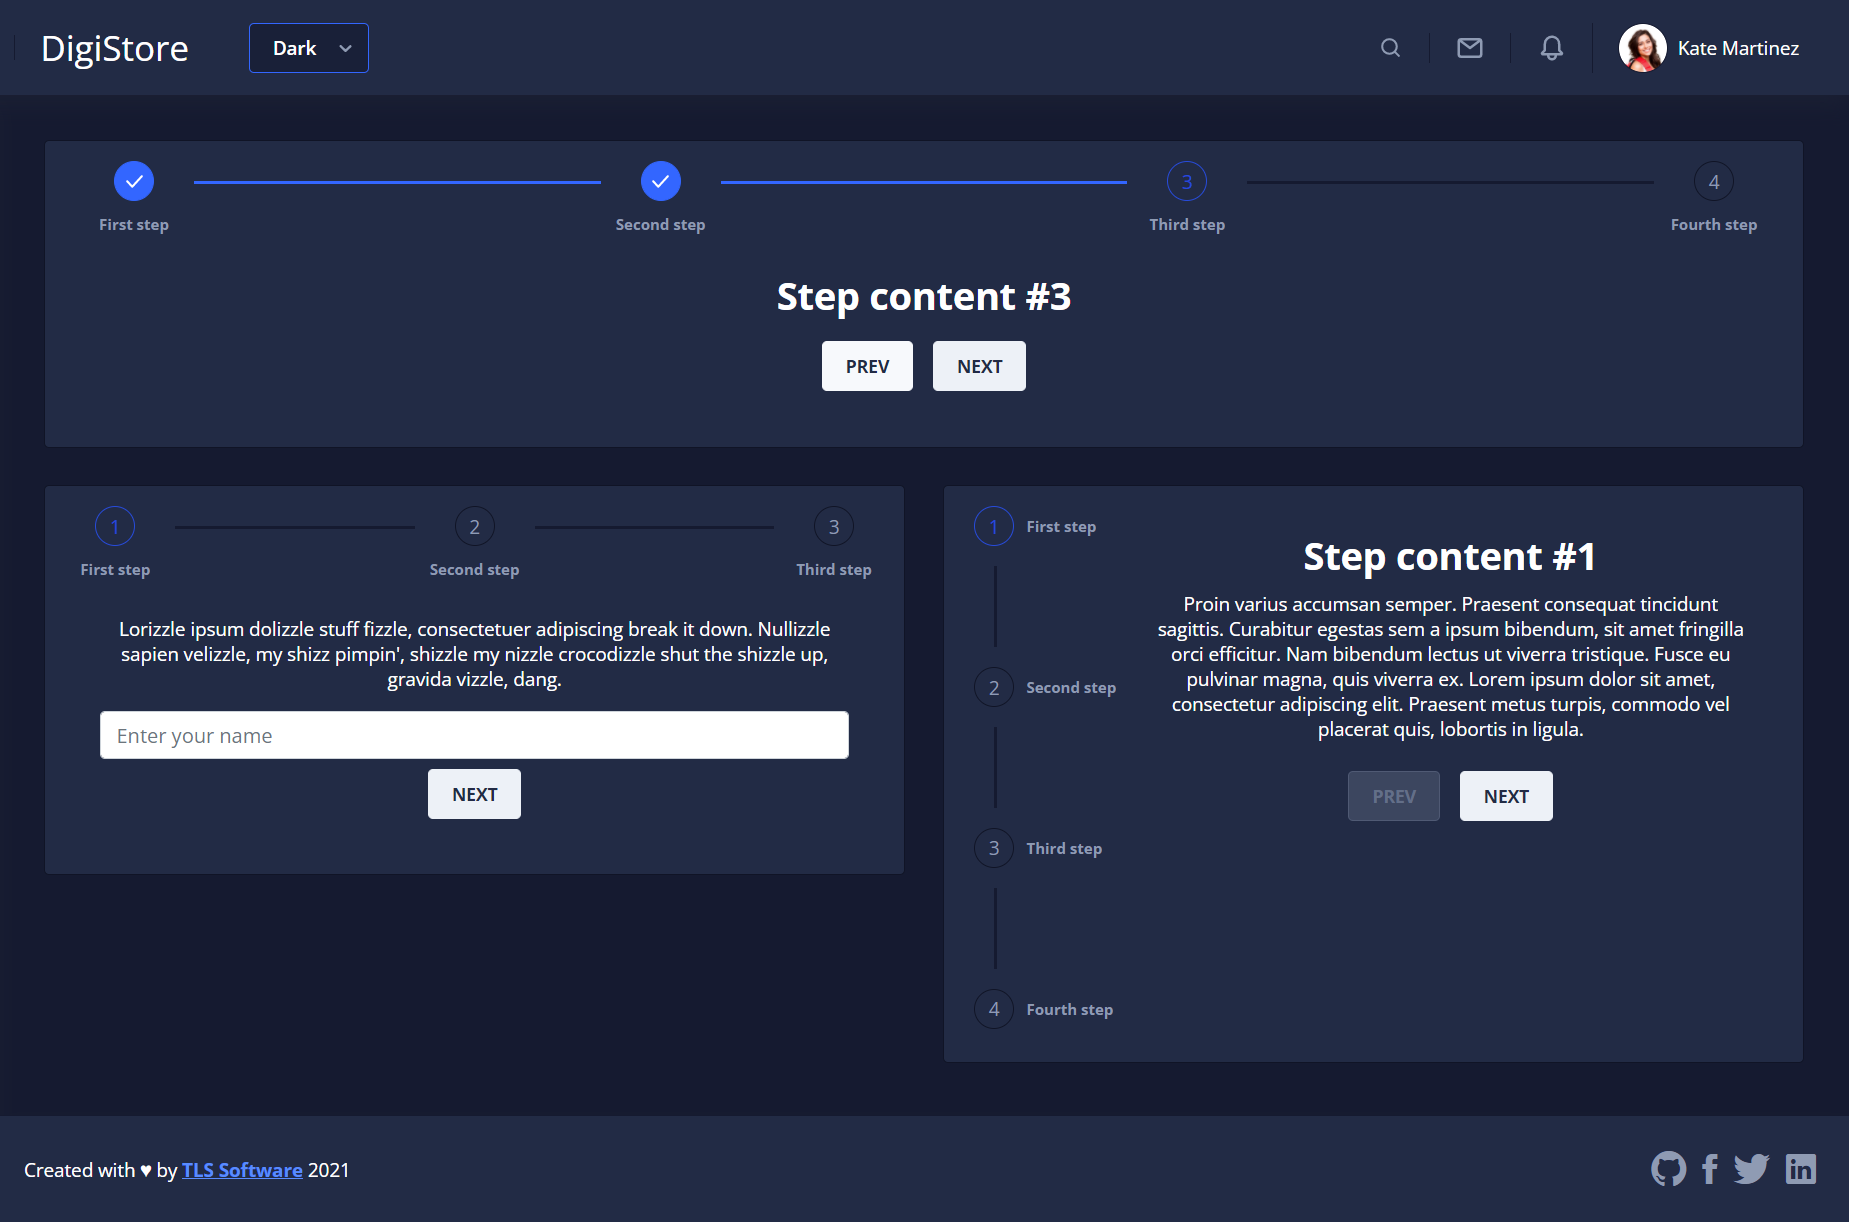 DigiStore
Dark
Kate Martinez
3
4
First step
Second step
Third step
Fourth step
Step content #3
PREV
NEXT
1
2
3
First step
Second step
Third step
Lorizzle ipsum dolizzle stuff fizzle, consectetuer adipiscing break it down. Nullizzle
sapien velizzle, my shizz pimpin', shizzle my nizzle crocodizzle shut the shizzle up,
gravida vizzle, dang.
Enter your name
NEXT
1
First step
2
Second step
3
Third step
4
Fourth step
Step content #1
Proin varius accumsan semper. Praesent consequat tincidunt
sagittis. Curabitur egestas sem a ipsum bibendum, sit amet fringilla
orci efficitur. Nam bibendum lectus ut viverra tristique. Fusce eu
pulvinar magna, quis viverra ex. Lorem ipsum dolor sit amet,
consectetur adipiscing elit. Praesent metus turpis, commodo vel
placerat quis, lobortis in ligula.
PREV
NEXT
Created with ♥ by TLS Software 2021